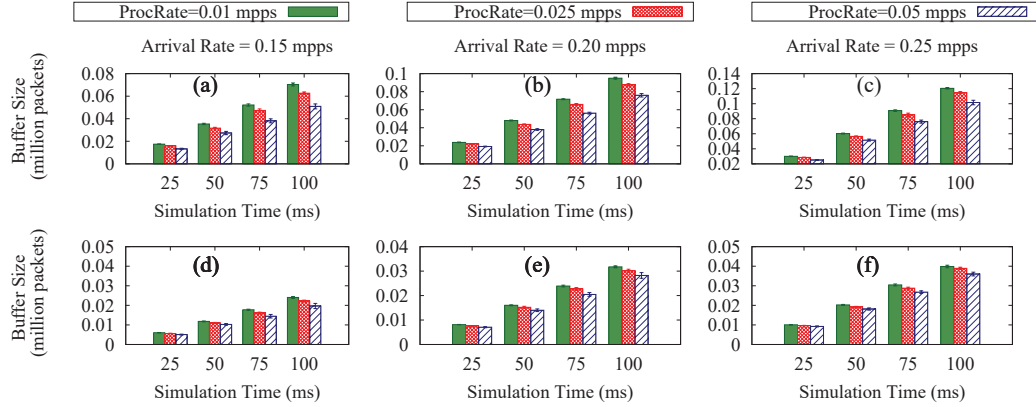 ProcRate=0.01 mpps
ProcRate=0.025 mpps
ProcRate=0.05 mpps
Arrival Rate = 0.15 mpps
Arrival Rate = 0.20 mpps
Arrival Rate = 0.25 mpps
Buffer Size
(million packets)
0.08
0.06
0.04
0.02
0
(a)
25 50 75 100
Simulation Time (ms)
0.1
0.08
0.06
0.04
0.02
0
(b)
25 50 75 100
Simulation Time (ms)
0.14
0.12
0.1
0.08
0.06
0.04
0.02
(c)
25 50 75 100
Simulation Time (ms)
Buffer Size
(million packets)
0.05
0.04
0.03
0.02
0.01
0
(d)
25 50 75 100
Simulation Time (ms)
0.04
0.03
0.02
0.01
0
(e)
25 50 75 100
Simulation Time (ms)
0.05
0.04
0.03
0.02
0.01
0
(f)
25 50 75 100
Simulation Time (ms)